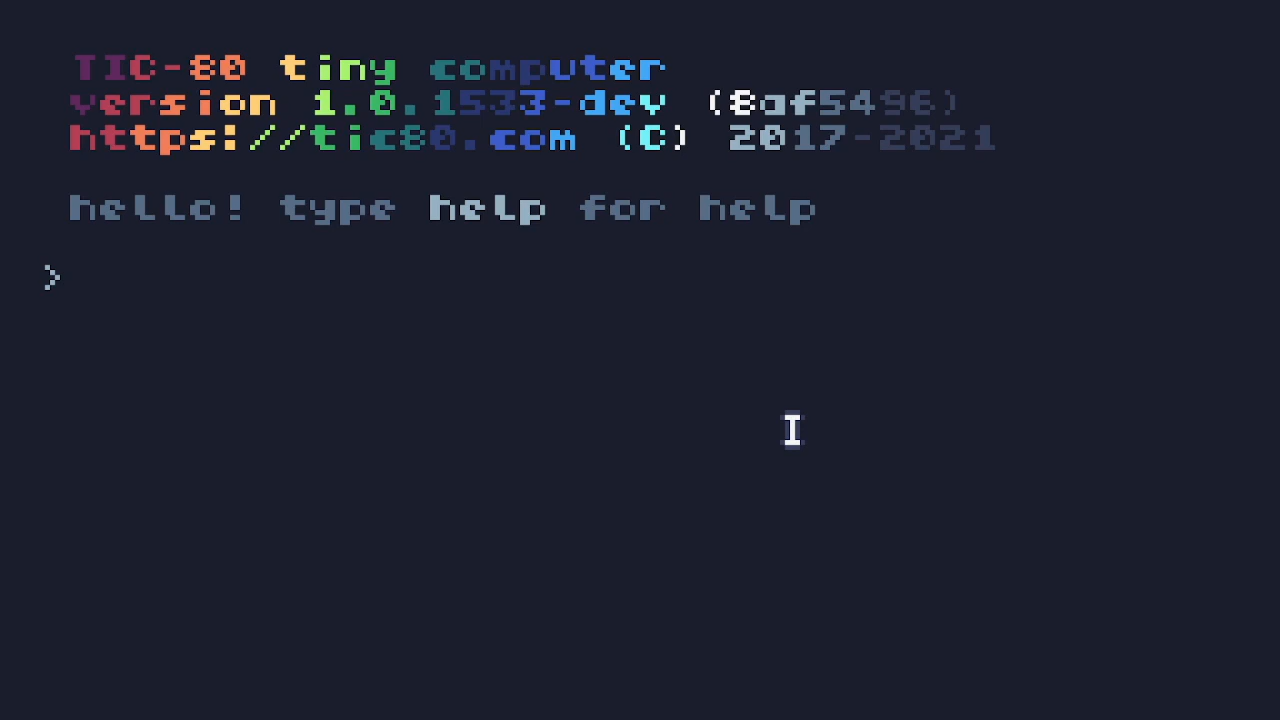 TIC-80 tiny computer
version 1.0.1533-dev (8af5496)
https://tic80.com (C) 2017-2021
hello! type help for help
>